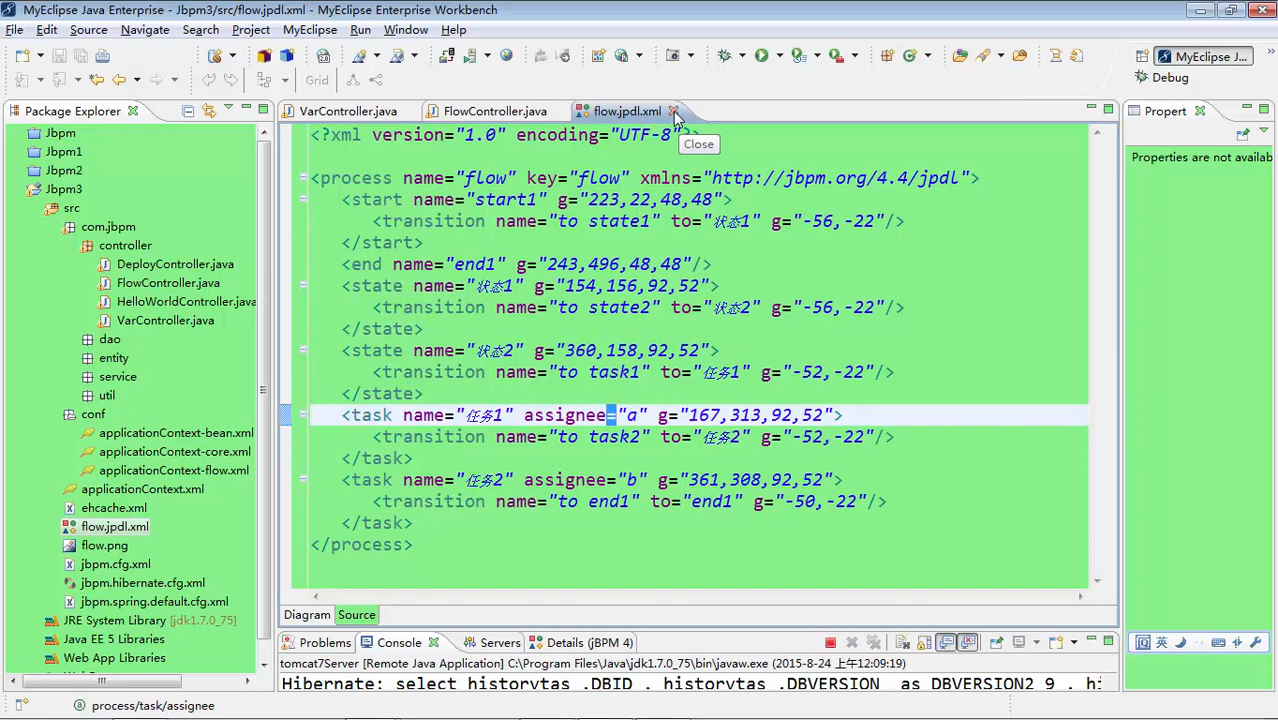 MyEclipse Java Enterprise - Jbpm3/src/flow.jpdl.xml - MyEclipse Enterprise Workbench
File Edit Source Navigate Search Project MyEclipse Run Window Help
MyEclipse J...
Grid
Debug
Package Explorer
VarController.java
FlowController.java
flow.jpdl.xml
Propert
Close
Properties are not availab
Jbpm
Jbpm1
Jbpm2
Jbpm3
src
com.jbpm
controller
DeployController.java
FlowController.java
HelloWorldController.java
VarController.java
dao
entity
service
util
conf
applicationContext-bean.xml
applicationContext-core.xml
applicationContext-flow.xml
applicationContext.xml
ehcache.xml
flow.jpdl.xml
flow.png
jbpm.cfg.xml
jbpm.hibernate.cfg.xml
jbpm.spring.default.cfg.xml
JRE System Library [jdk1.7.0_75]
Java EE 5 Libraries
Web App Libraries
<?xml version="1.0" encoding="UTF-8"?>
<process name="flow" key="flow" xmlns="http://jbpm.org/4.4/jpdl">
<start name="start1" g="223,22,48,48">
<transition name="to state1" to="状态1" g="-56,-22"/>
</start>
<end name="end1" g="243,496,48,48"/>
<state name="状态1" g="154,156,92,52">
<transition name="to state2" to="状态2" g="-56,-22"/>
</state>
<state name="状态2" g="360,158,92,52">
<transition name="to task1" to="任务1" g="-52,-22"/>
</state>
<task name="任务1" assignee="a" g="167,313,92,52">
<transition name="to task2" to="任务2" g="-52,-22"/>
</task>
<task name="任务2" assignee="b" g="361,308,92,52">
<transition name="to end1" to="end1" g="-50,-22"/>
</task>
</process>
Diagram Source
Problems Consol Servers Details (jBPM 4)
英
tomcat7Server [Remote Java Application] C:\Program Files\Java\jdk1.7.0_75\bin\javaw.exe (2015-8-24 上午12:09:19)
Hibernate: select historytas_.DBID_, historytas_.DBVERSION_ as DBVERSION2_9_, hi
process/task/assignee